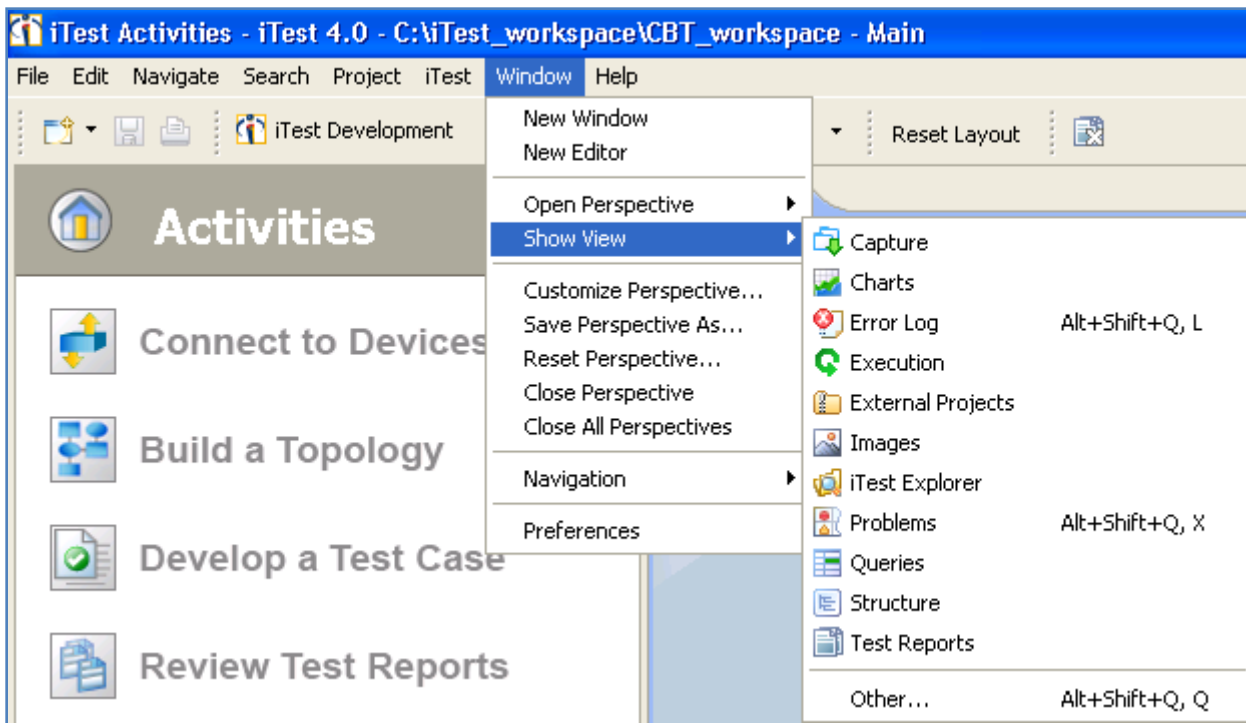 iTest Activities - iTest 4.0 - C:\iTest_workspace\CBT_workspace - Main
File Edit Navigate Search Project iTest Window Help
iTest Development
Reset Layout
Activities
Connect to Devices
Build a Topology
Develop a Test Case
Review Test Reports
New Window
New Editor
Open Perspective
Show View
Customize Perspective...
Save Perspective As...
Reset Perspective...
Close Perspective
Close All Perspectives
Navigation
Preferences
Capture
Charts
Error Log Alt+Shift+Q, L
Execution
External Projects
Images
iTest Explorer
Problems Alt+Shift+Q, X
Queries
Structure
Test Reports
Other... Alt+Shift+Q, Q